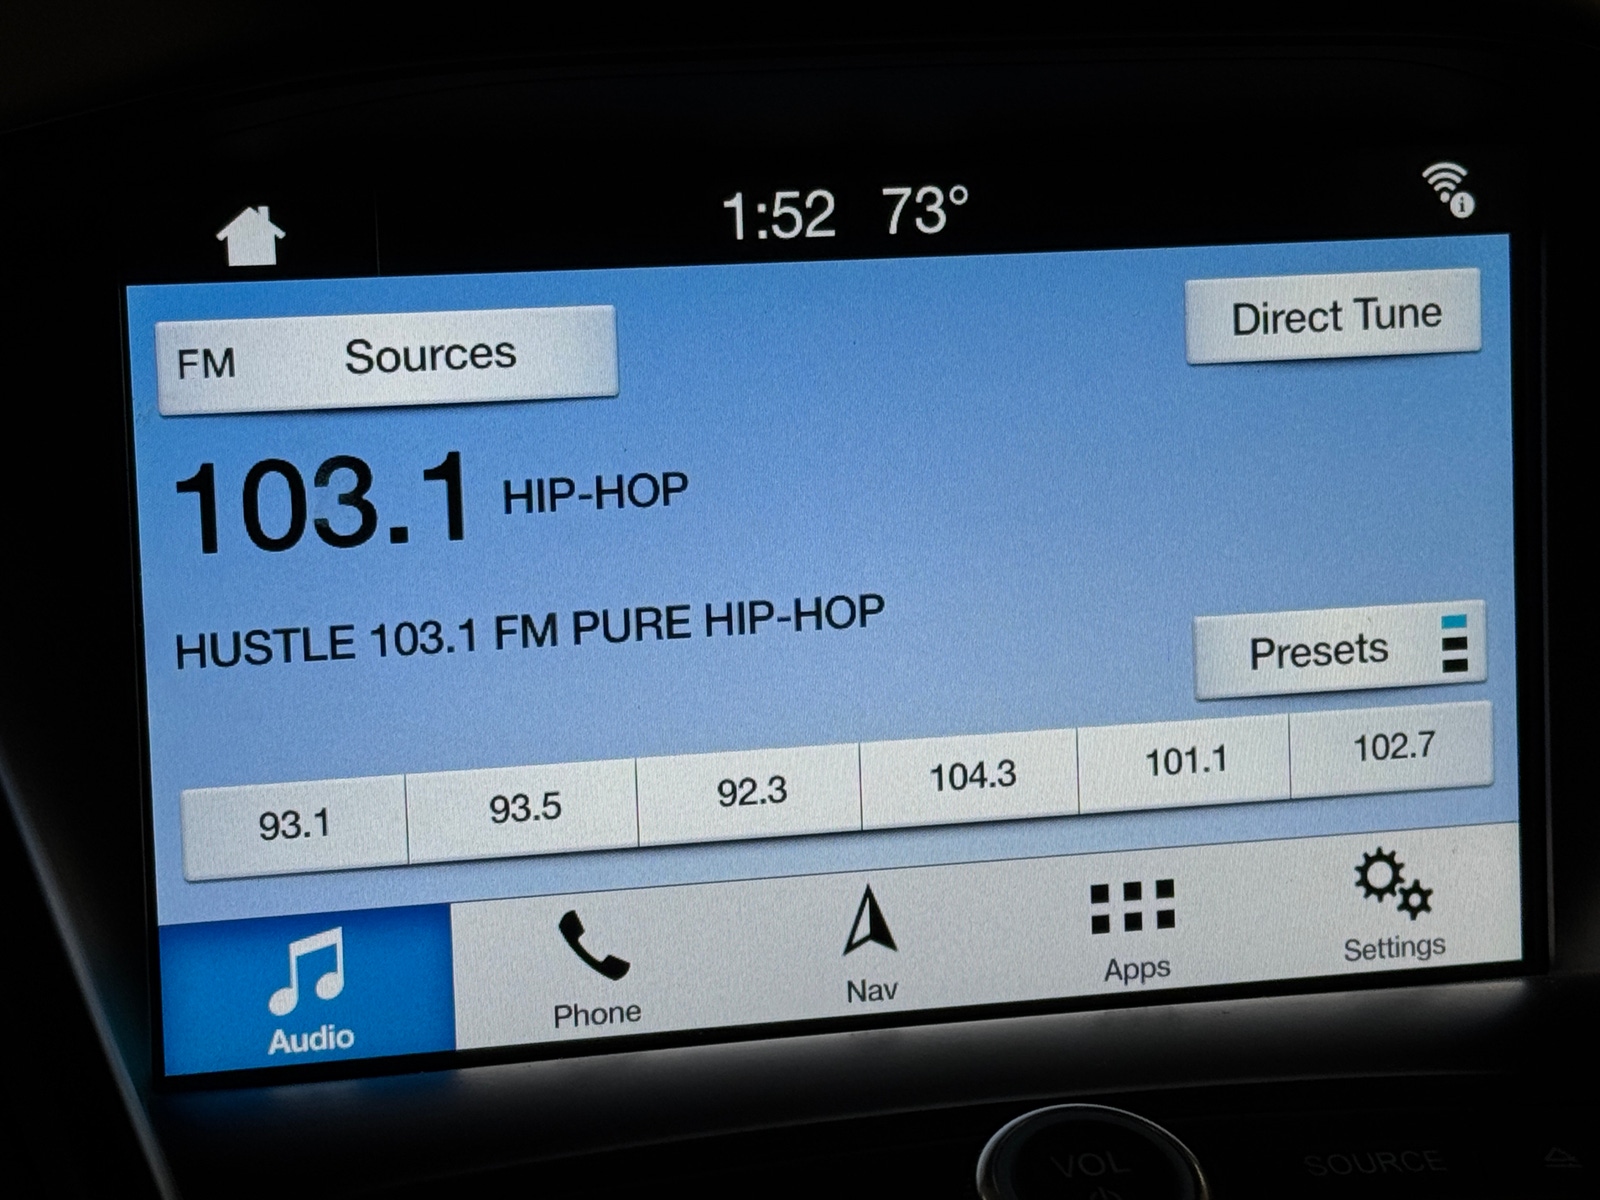 1:52 73°
FM Sources
Direct Tune
103.1 HIP-HOP
HUSTLE 103.1 FM PURE HIP-HOP
Presets
93.1 93.5 92.3 104.3 101.1 102.7
Audio Phone Nav Apps Settings
VOL
SOURCE